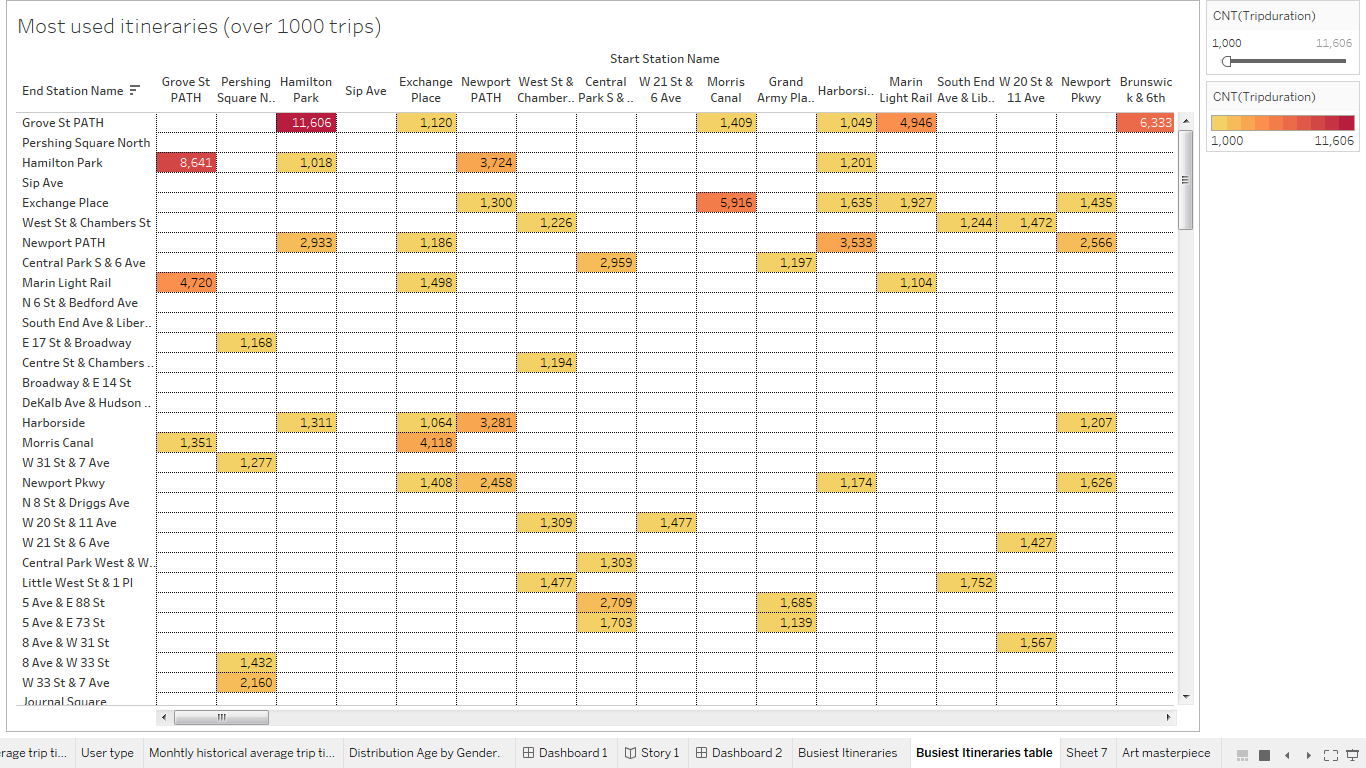 Most used itineraries (over 1000 trips)
Start Station Name
End Station Name Grove St PATH Pershing Square N.. Hamilton Park Sip Ave Exchange Place Newport PATH West St & Chamber.. Central Park S & .. W 21 St & 6 Ave Morris Canal Grand Army Pla.. Harborsi.. Marin Light Rail South End Ave & Lib.. W 20 St & 11 Ave Newport Pkwy Brunswic k & 6th
Grove St PATH 11,606 1,120 1,409 1,049 4,946 6,333
Pershing Square North
Hamilton Park 8,641 1,018 3,724 1,201
Sip Ave
Exchange Place 1,300 5,916 1,635 1,927 1,435
West St & Chambers St 1,226 1,244 1,472
Newport PATH 2,933 1,186 3,533 2,566
Central Park S & 6 Ave 2,959 1,197
Marin Light Rail 4,720 1,498 1,104
N 6 St & Bedford Ave
South End Ave & Liber..
E 17 St & Broadway 1,168
Centre St & Chambers .. 1,194
Broadway & E 14 St
DeKalb Ave & Hudson ..
Harborside 1,311 1,064 3,281 1,207
Morris Canal 1,351 4,118
W 31 St & 7 Ave 1,277
Newport Pkwy 1,408 2,458 1,174 1,626
N 8 St & Driggs Ave
W 20 St & 11 Ave 1,309 1,477
W 21 St & 6 Ave 1,427
Central Park West & W.. 1,303
Little West St & 1 Pl 1,477 1,752
5 Ave & E 88 St 2,709 1,685
5 Ave & E 73 St 1,703 1,139
8 Ave & W 31 St 1,567
8 Ave & W 33 St 1,432
W 33 St & 7 Ave 2,160
Journal Square
CNT(Tripduration)
1,000 11,606
CNT(Tripduration)
1,000 11,606
erage trip ti... User type Monhtly historical average trip ti... Distribution Age by Gender. Dashboard 1 Story 1 Dashboard 2 Busiest Itineraries Busiest Itineraries table Sheet 7 Art masterpiece